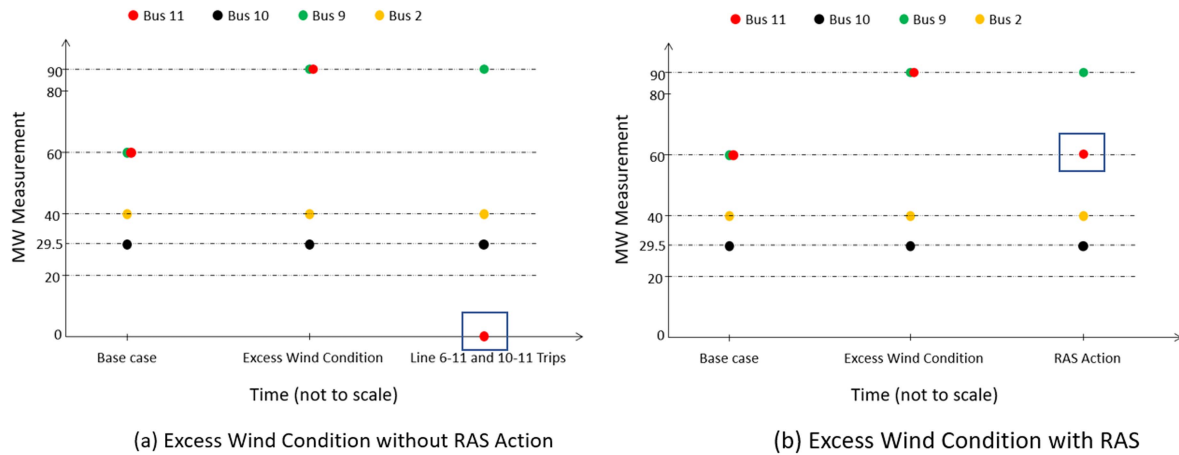 Bus 11 Bus 10 Bus 9 Bus 2
MW Measurement
90
80
60
40
29.5
20
0
Base case Excess Wind Condition Line 6-11 and 10-11 Trips
Time (not to scale)
(a) Excess Wind Condition without RAS Action
Bus 11 Bus 10 Bus 9 Bus 2
MW Measurement
90
80
60
40
29.5
20
0
Base case Excess Wind Condition RAS Action
Time (not to scale)
(b) Excess Wind Condition with RAS